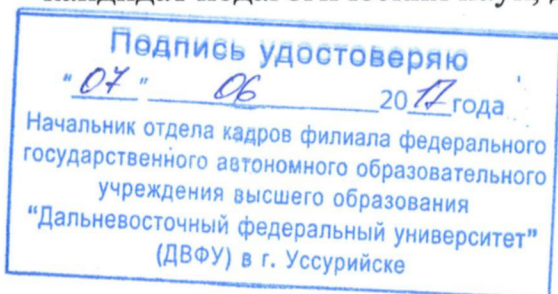 Подпись удостоверяю
"07" 06 2017 года
Начальник отдела кадров филиала федерального
государственного автономного образовательного
учреждения высшего образования
"Дальневосточный федеральный университет"
(ДВФУ) в г. Уссурийске